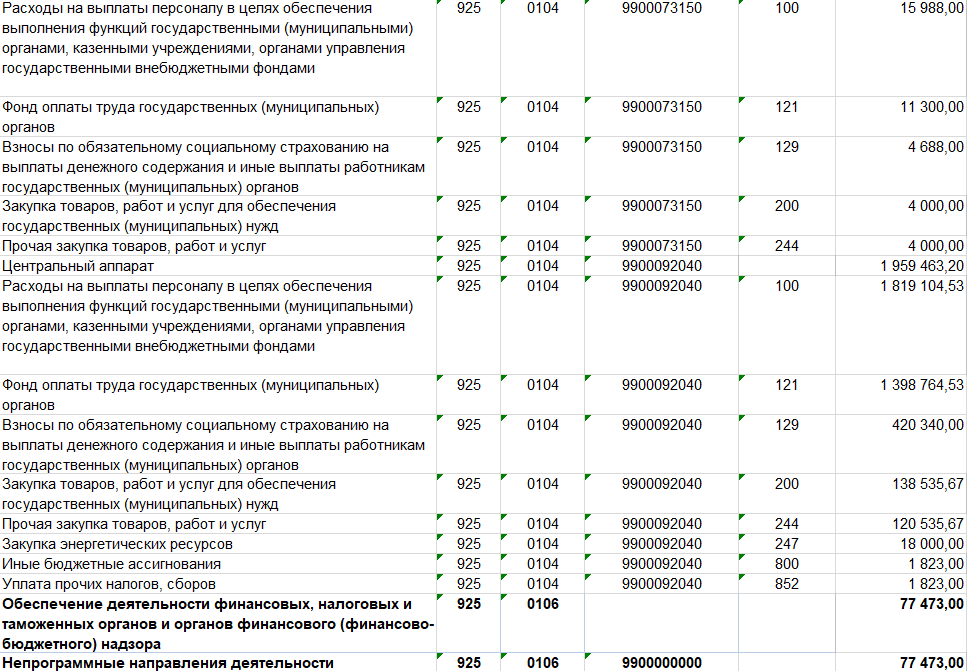 Расходы на выплаты персоналу в целях обеспечения 925 0104 9900073150 100 15 988,00
выполнения функций государственными (муниципальными)
органами, казенными учреждениями, органами управления
государственными внебюджетными фондами
Фонд оплаты труда государственных (муниципальных) 925 0104 9900073150 121 11 300,00
органов
Взносы по обязательному социальному страхованию на 925 0104 9900073150 129 4 688,00
выплаты денежного содержания и иные выплаты работникам
государственных (муниципальных) органов
Закупка товаров, работ и услуг для обеспечения 925 0104 9900073150 200 4 000,00
государственных (муниципальных) нужд
Прочая закупка товаров, работ и услуг 925 0104 9900073150 244 4 000,00
Центральный аппарат 925 0104 9900092040 1 959 463,20
Расходы на выплаты персоналу в целях обеспечения 925 0104 9900092040 100 1 819 104,53
выполнения функций государственными (муниципальными)
органами, казенными учреждениями, органами управления
государственными внебюджетными фондами
Фонд оплаты труда государственных (муниципальных) 925 0104 9900092040 121 1 398 764,53
органов
Взносы по обязательному социальному страхованию на 925 0104 9900092040 129 420 340,00
выплаты денежного содержания и иные выплаты работникам
государственных (муниципальных) органов
Закупка товаров, работ и услуг для обеспечения 925 0104 9900092040 200 138 535,67
государственных (муниципальных) нужд
Прочая закупка товаров, работ и услуг 925 0104 9900092040 244 120 535,67
Закупка энергетических ресурсов 925 0104 9900092040 247 18 000,00
Иные бюджетные ассигнования 925 0104 9900092040 800 1 823,00
Уплата прочих налогов, сборов 925 0104 9900092040 852 1 823,00
Обеспечение деятельности финансовых, налоговых и 925 0106 77 473,00
таможенных органов и органов финансового (финансово-
бюджетного) надзора
Непрограммные направления деятельности 925 0106 9900000000 77 473,00